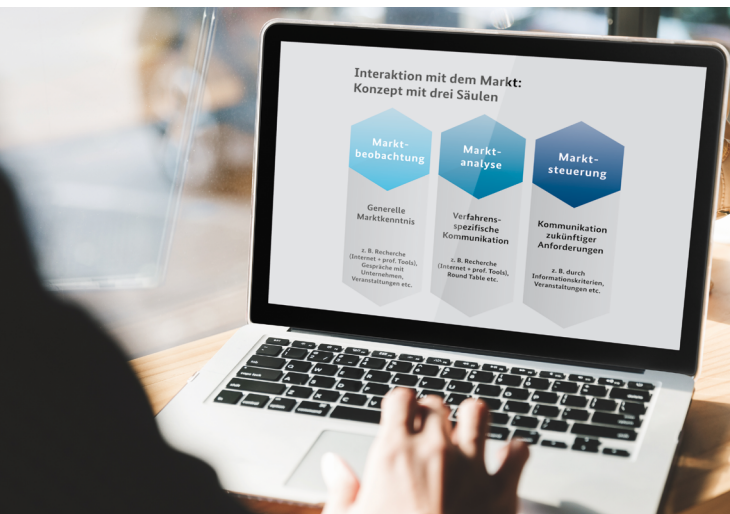 Interaktion mit dem Markt:
Konzept mit drei Säulen
Markt-
beobachtung
Generelle
Marktkenntnis
z. B. Recherche
(Internet + prof. Tools),
Gespräche mit
Unternehmen,
Veranstaltungen etc.
Markt-
analyse
Verfahrens-
spezifische
Kommunikation
z. B. Recherche
(Internet + prof. Tools),
Round Table etc.
Markt-
steuerung
Kommunikation
zukünftiger
Anforderungen
z. B. durch
Informationskriterien,
Veranstaltungen etc.